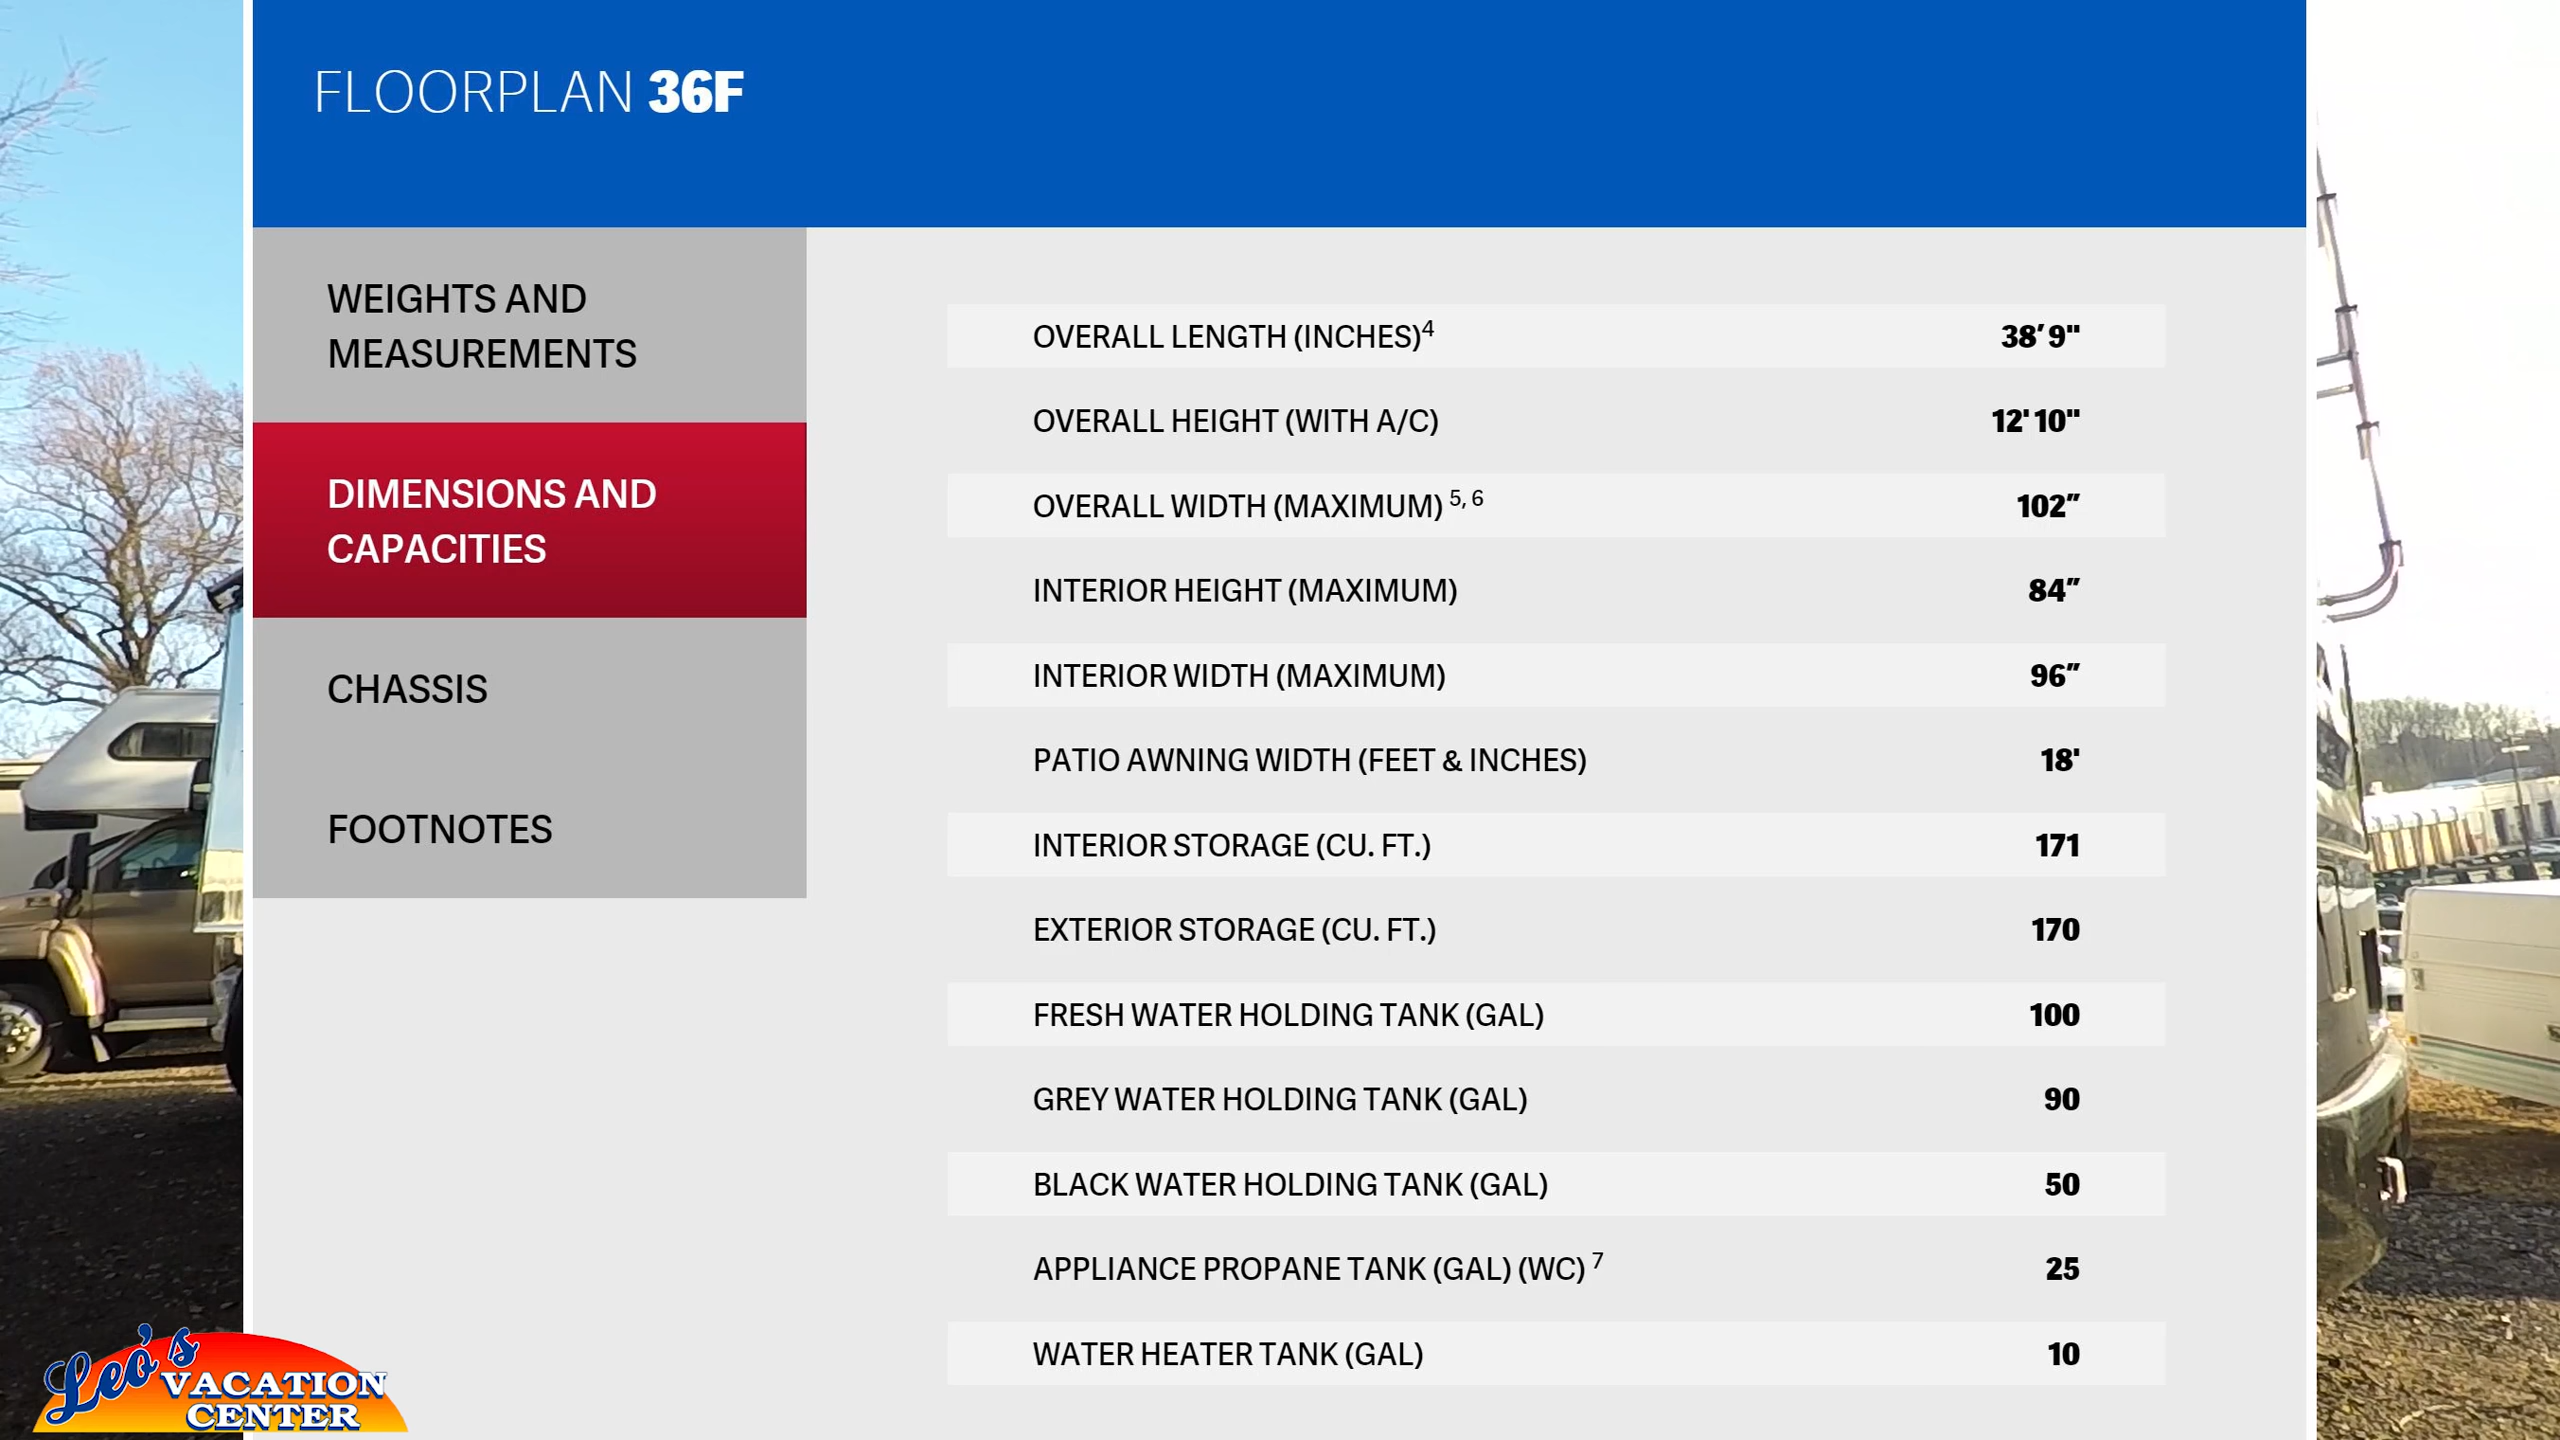 FLOORPLAN 36F
WEIGHTS AND
MEASUREMENTS
DIMENSIONS AND
CAPACITIES
CHASSIS
FOOTNOTES
OVERALL LENGTH (INCHES)4 38′ 9"
OVERALL HEIGHT (WITH A/C) 12' 10"
OVERALL WIDTH (MAXIMUM) 5, 6 102″
INTERIOR HEIGHT (MAXIMUM) 84″
INTERIOR WIDTH (MAXIMUM) 96″
PATIO AWNING WIDTH (FEET & INCHES) 18'
INTERIOR STORAGE (CU. FT.) 171
EXTERIOR STORAGE (CU. FT.) 170
FRESH WATER HOLDING TANK (GAL) 100
GREY WATER HOLDING TANK (GAL) 90
BLACK WATER HOLDING TANK (GAL) 50
APPLIANCE PROPANE TANK (GAL) (WC) 7 25
WATER HEATER TANK (GAL) 10
Leo's
VACATION
CENTER